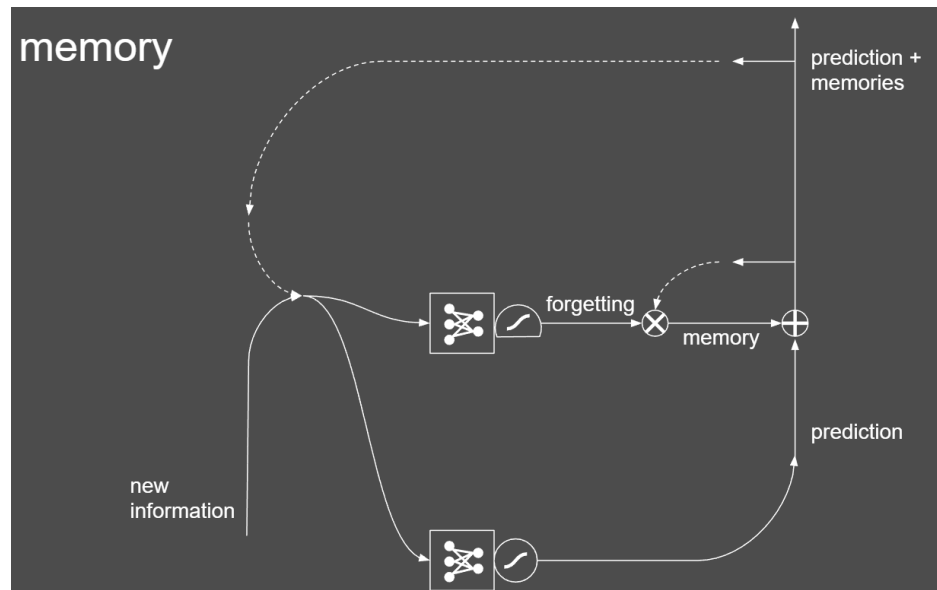 memory
prediction +
memories
forgetting
memory
prediction
new
information